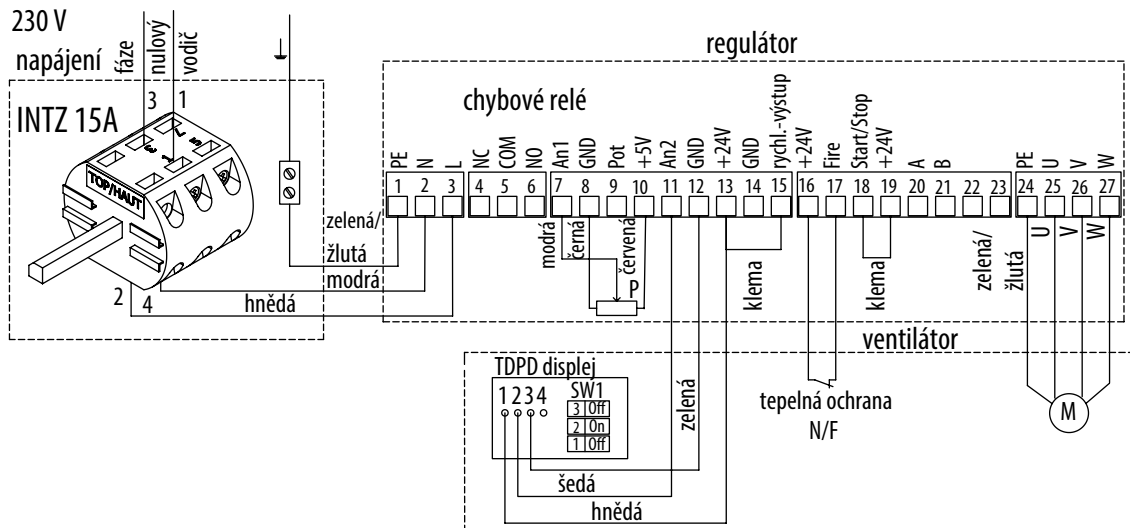 230 V
napájení
fáze
nulový
vodič
3 1
INTZ 15A
TOP/HAUT
2 4
zelená/
žlutá
modrá
hnědá
regulátor
chybové relé
PE N L NC COM NO An1 GND Pot +5V An2 GND +24V GND rychl.-výstup +24V Fire Start/Stop +24V A B PE U V W
1 2 3 4 5 6 7 8 9 10 11 12 13 14 15 16 17 18 19 20 21 22 23 24 25 26 27
modrá
černá
červená
P
klema
klema
zelená/
žlutá
U
V
W
ventilátor
TDPD displej
1 2 3 4
SW1
3 Off
2 On
1 Off
zelená
šedá
hnědá
tepelná ochrana
N/F
M